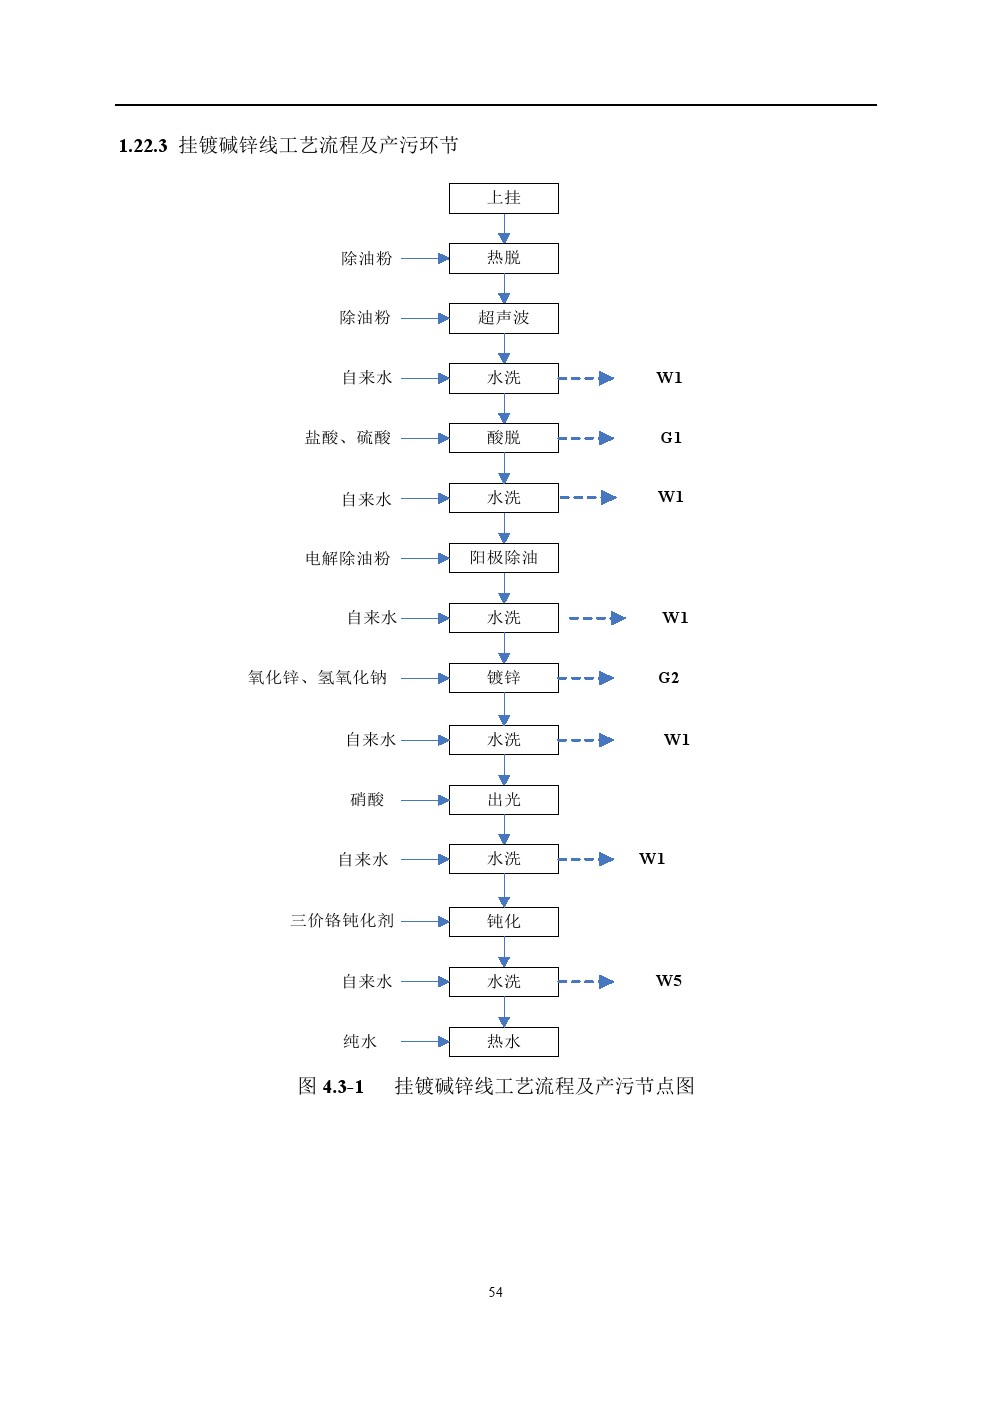 1.22.3 挂镀碱锌线工艺流程及产污环节
上挂
除油粉 热脱
除油粉 超声波
自来水 水洗 W1
盐酸、硫酸 酸脱 G1
自来水 水洗 W1
电解除油粉 阳极除油
自来水 水洗 W1
氧化锌、氢氧化钠 镀锌 G2
自来水 水洗 W1
硝酸 出光
自来水 水洗 W1
三价铬钝化剂 钝化
自来水 水洗 W5
纯水 热水
图 4.3-1 挂镀碱锌线工艺流程及产污节点图
54